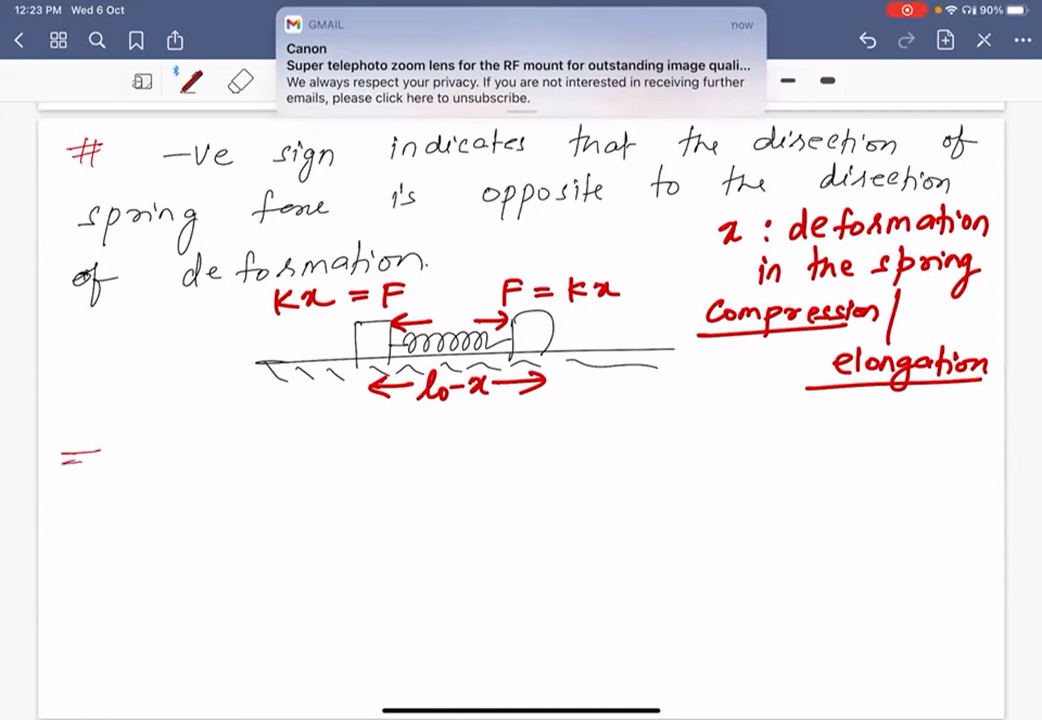 12:23 PM Wed 6 Oct
90%
GMAIL
now
Canon
Super telephoto zoom lens for the RF mount for outstanding image quali...
We always respect your privacy. If you are not interested in receiving further
emails, please click here to unsubscribe.
# -ve sign indicates that the direction of
spring force is opposite to the direction
of deformation.
x : deformation
in the spring
compression/
elongation
Kx = F
F = Kx
l₀-x
=